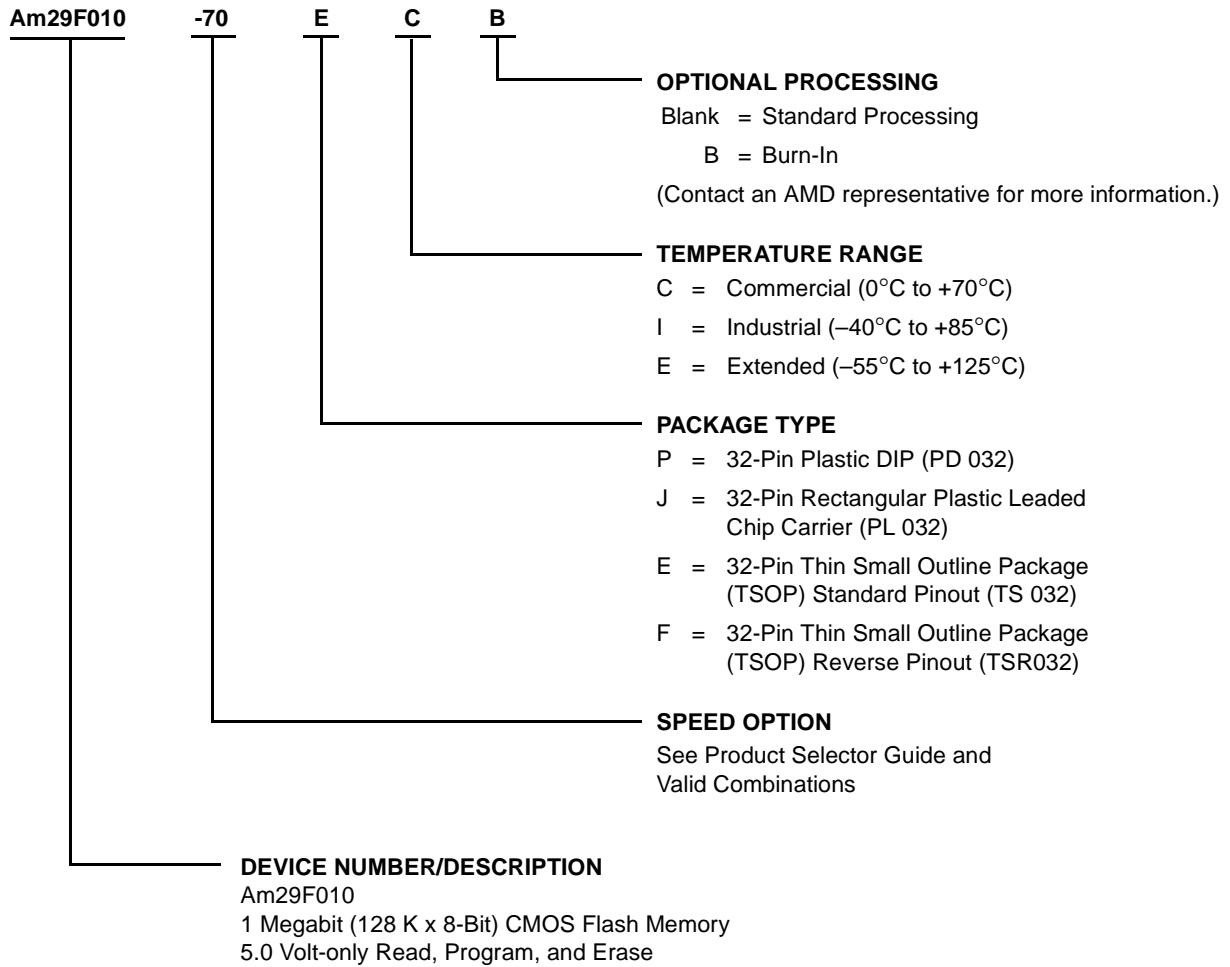 Am29F010 -70 E C B
OPTIONAL PROCESSING
Blank = Standard Processing
B = Burn-In
(Contact an AMD representative for more information.)
TEMPERATURE RANGE
C = Commercial (0°C to +70°C)
I = Industrial (–40°C to +85°C)
E = Extended (–55°C to +125°C)
PACKAGE TYPE
P = 32-Pin Plastic DIP (PD 032)
J = 32-Pin Rectangular Plastic Leaded
Chip Carrier (PL 032)
E = 32-Pin Thin Small Outline Package
(TSOP) Standard Pinout (TS 032)
F = 32-Pin Thin Small Outline Package
(TSOP) Reverse Pinout (TSR032)
SPEED OPTION
See Product Selector Guide and
Valid Combinations
DEVICE NUMBER/DESCRIPTION
Am29F010
1 Megabit (128 K x 8-Bit) CMOS Flash Memory
5.0 Volt-only Read, Program, and Erase